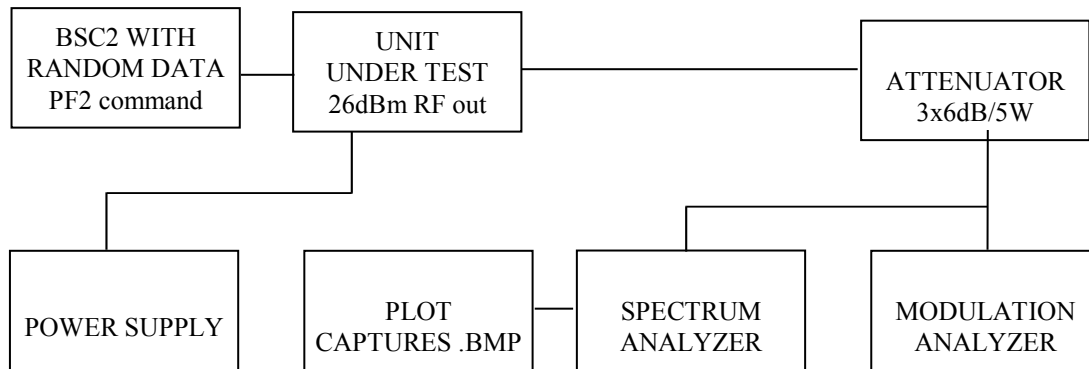 BSC2 WITH
RANDOM DATA
PF2 command
UNIT
UNDER TEST
26dBm RF out
ATTENUATOR
3x6dB/5W
POWER SUPPLY
PLOT
CAPTURES .BMP
SPECTRUM
ANALYZER
MODULATION
ANALYZER